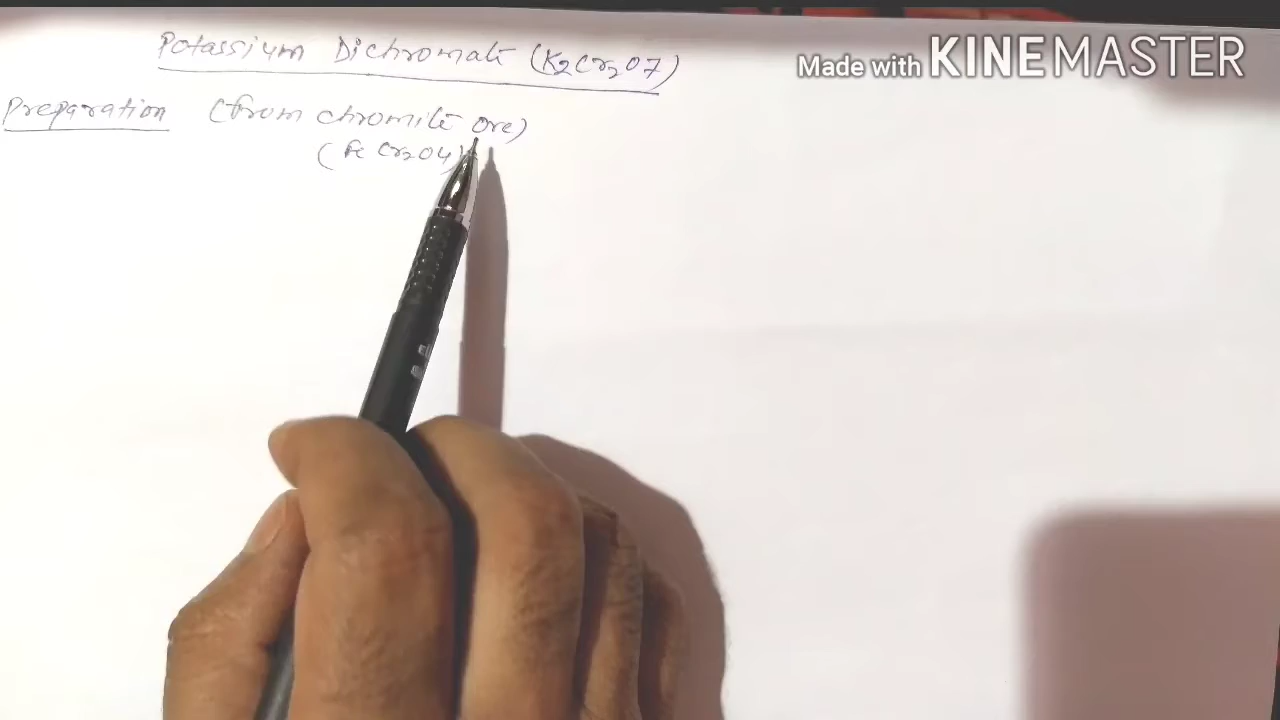 Potassium Dichromate (K2Cr2O7)
Made with KINEMASTER
Preparation (from chromite ore)
(FeCr2O4)